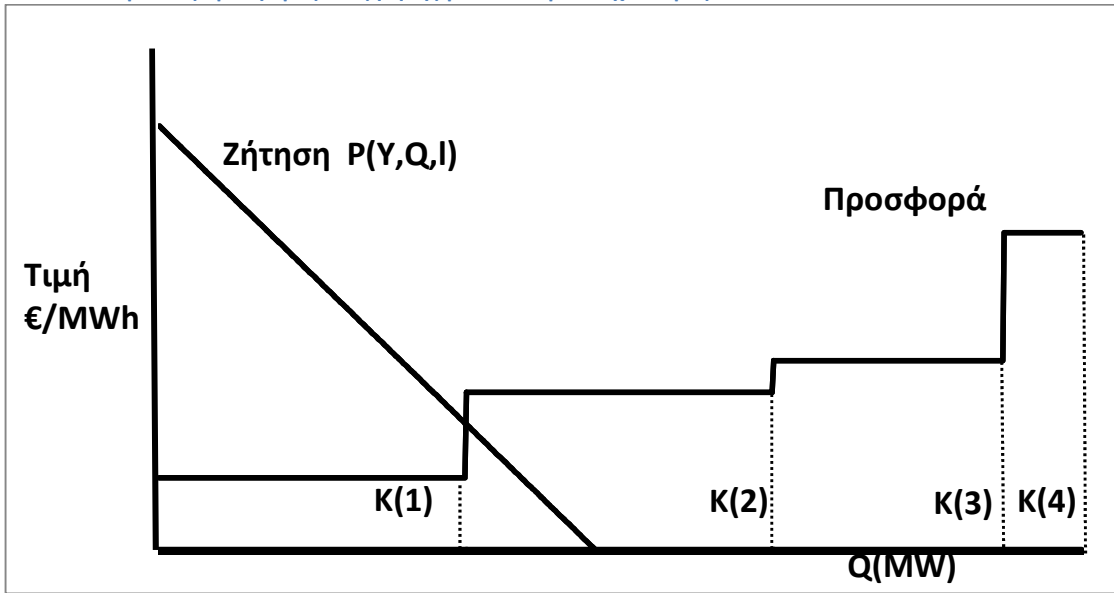 Ζήτηση P(Y,Q,l)
Προσφορά
Τιμή
€/MWh
K(1)
K(2)
K(3)
K(4)
Q(MW)